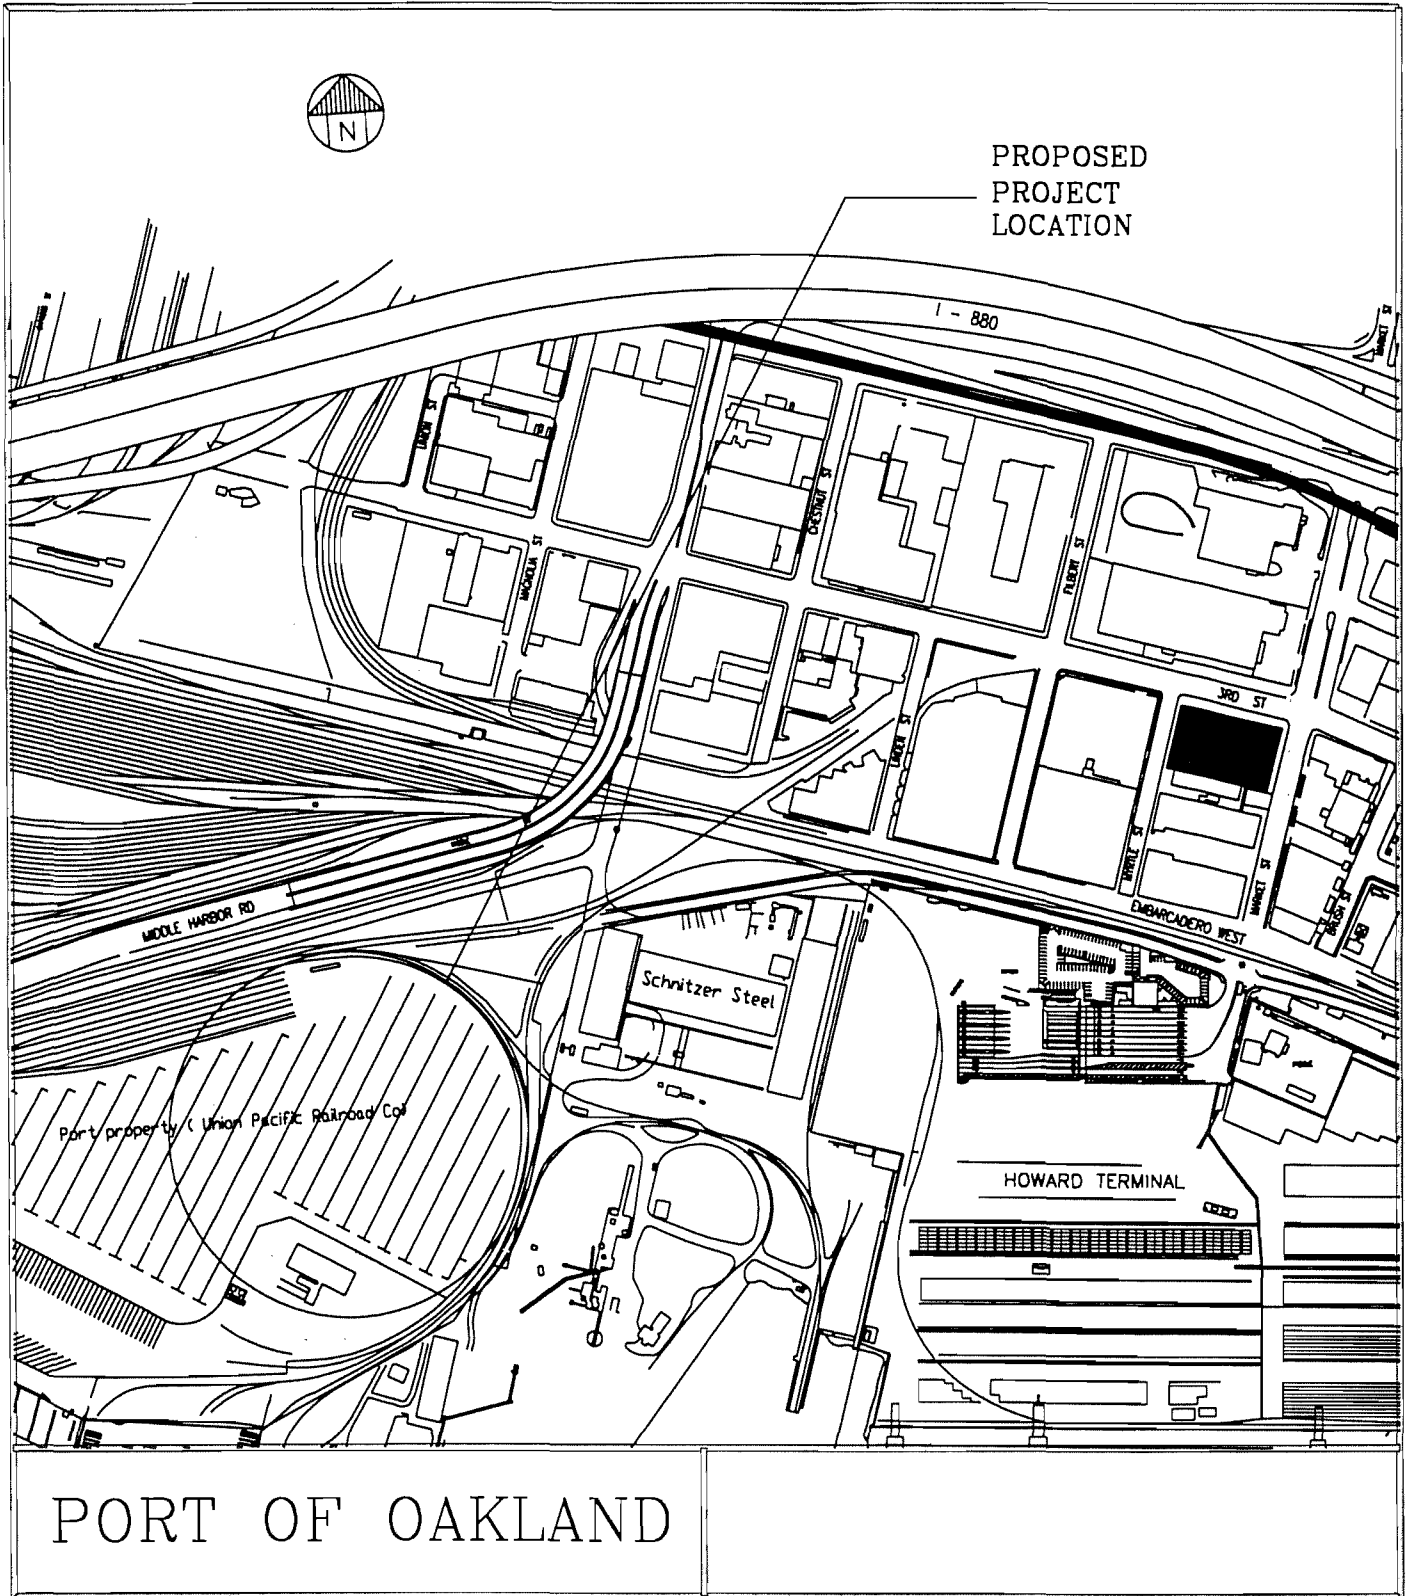 N
PROPOSED
PROJECT
LOCATION
I - 880
MARKET ST
UNION ST
CHESTNUT ST
MAGNOLIA ST
FILBERT ST
3RD ST
LINDEN ST
MYRTLE ST
MARKET ST
BRUSH ST
EMBARCADERO WEST
MIDDLE HARBOR RD
Schnitzer Steel
Port property ( Union Pacific Railroad Co)
HOWARD TERMINAL
PORT OF OAKLAND